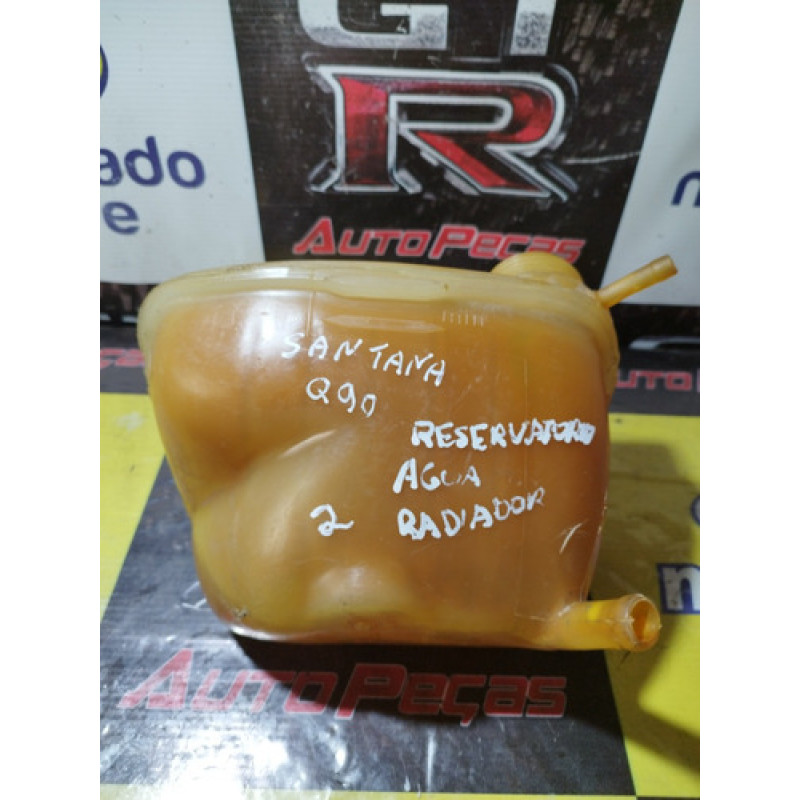 GT
R
AUTO PEÇAS
ado
e
SANTANA
Q90
RESERVATORIO
AGUA
2 RADIADOR
AUTO PEÇAS